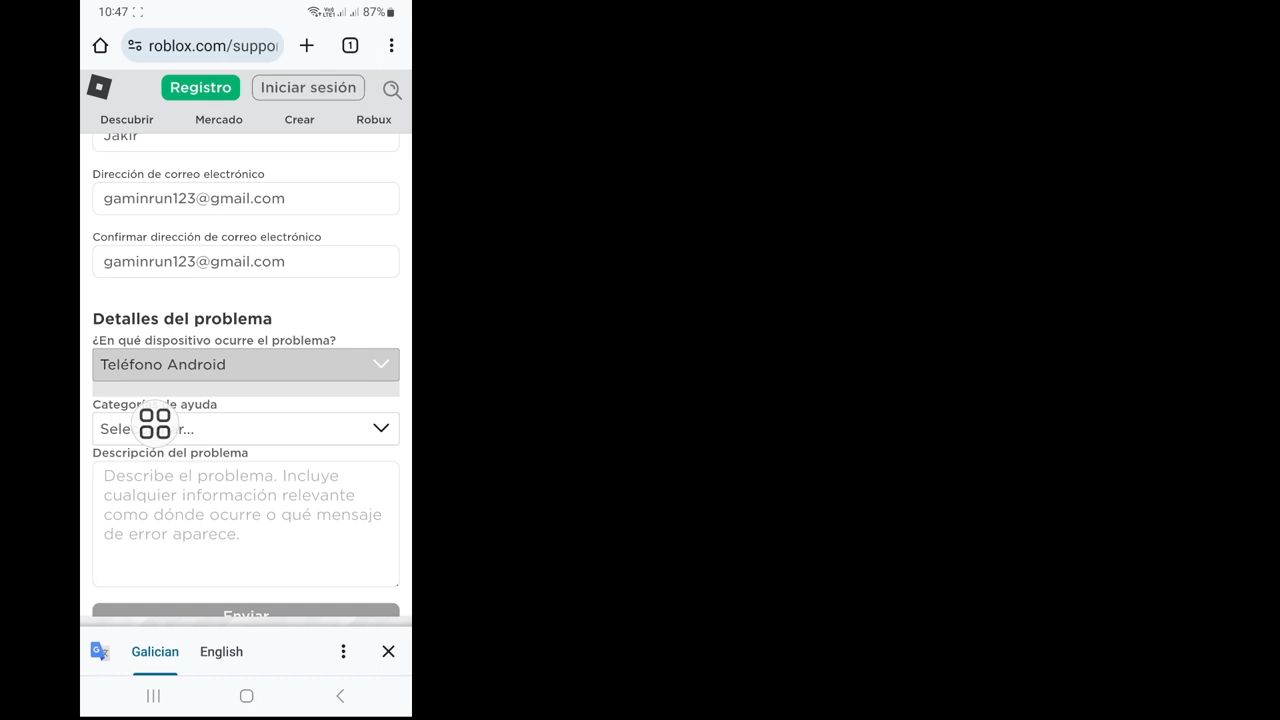 10:47
87%
roblox.com/suppo
1
Registro
Iniciar sesión
Descubrir
Mercado
Crear
Robux
Jakir
Dirección de correo electrónico
gaminrun123@gmail.com
Confirmar dirección de correo electrónico
gaminrun123@gmail.com
Detalles del problema
¿En qué dispositivo ocurre el problema?
Teléfono Android
de ayuda
Descripción del problema
Describe el problema. Incluye
cualquier información relevante
como dónde ocurre o qué mensaje
de error aparece.
Enviar
Galician
English